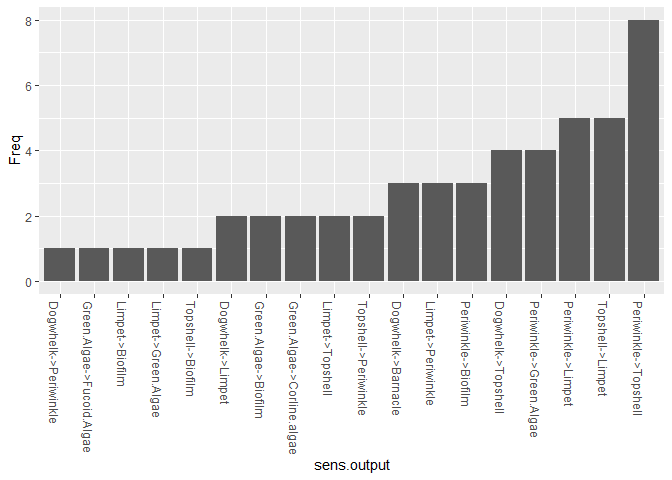 8
6
4
2
0
Freq
Dogwhelk->Periwinkle
Green.Algae->Fucoid.Algae
Limpet->Biofilm
Limpet->Green.Algae
Topshell->Biofilm
Dogwhelk->Limpet
Green.Algae->Biofilm
Green.Algae->Corlline.algae
Limpet->Topshell
Topshell->Periwinkle
Dogwhelk->Barnacle
Limpet->Periwinkle
Periwinkle->Biofilm
Dogwhelk->Topshell
Periwinkle->Green.Algae
Periwinkle->Limpet
Topshell->Limpet
Periwinkle->Topshell
sens.output